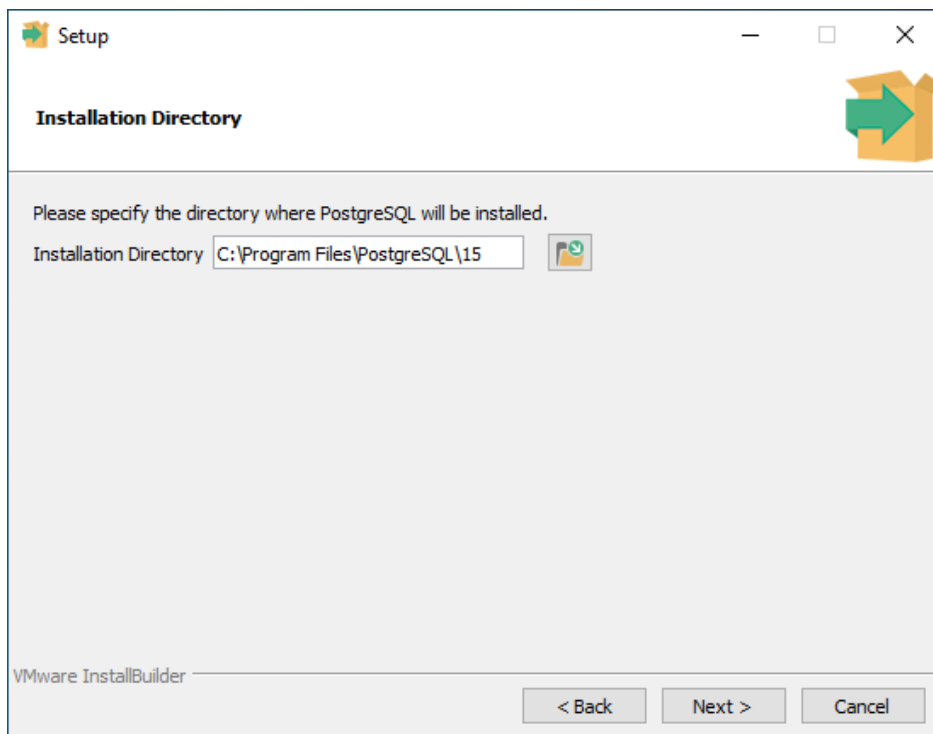 Setup
Installation Directory
Please specify the directory where PostgreSQL will be installed.
Installation Directory C:\Program Files\PostgreSQL\15
VMware InstallBuilder
< Back Next > Cancel